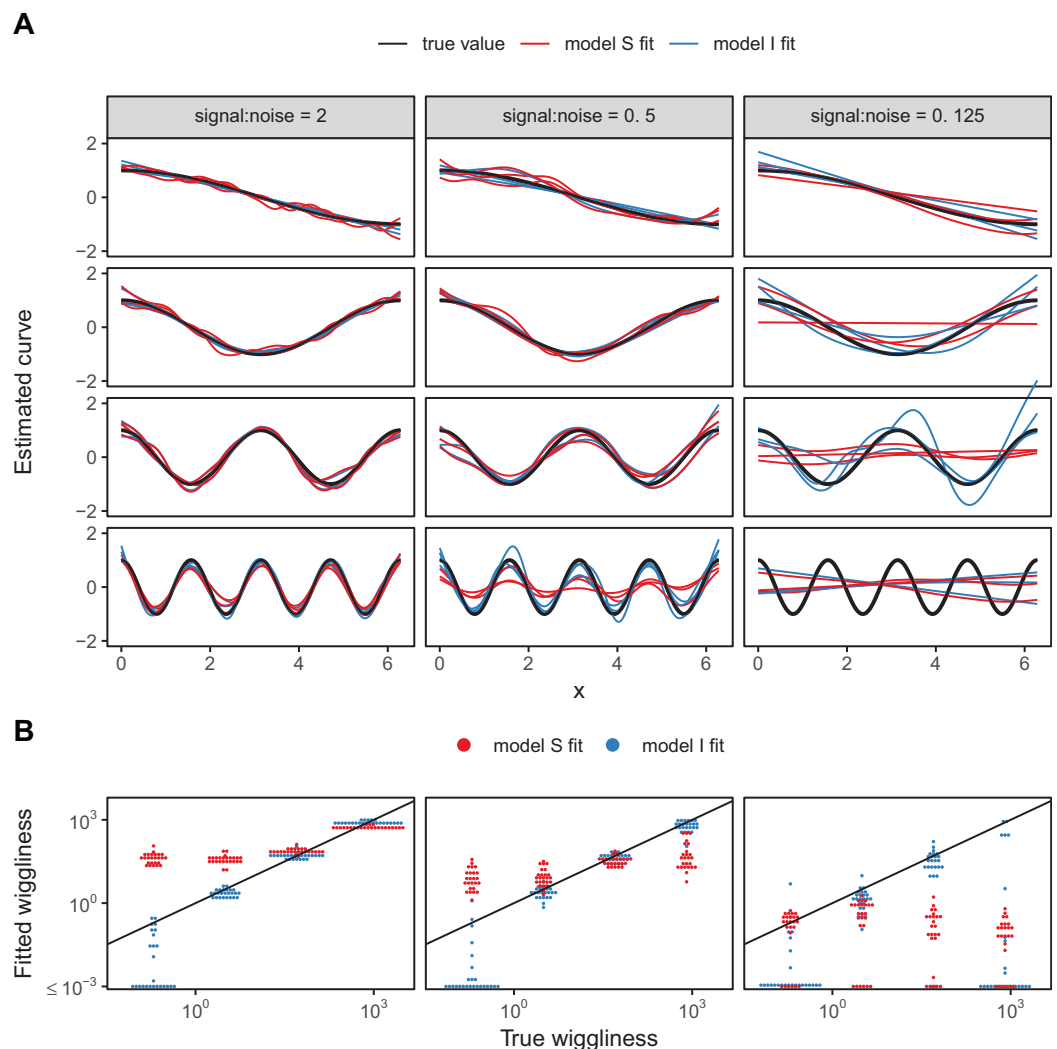 A
true value model S fit model I fit
signal:noise = 2 signal:noise = 0. 5 signal:noise = 0. 125
Estimated curve
2
0
−2
2
0
−2
2
0
−2
2
0
−2
0 2 4 6 0 2 4 6 0 2 4 6
x
B
model S fit model I fit
Fitted wiggliness
10³
10⁰
≤ 10⁻³
10⁰ 10³ 10⁰ 10³ 10⁰ 10³
True wiggliness